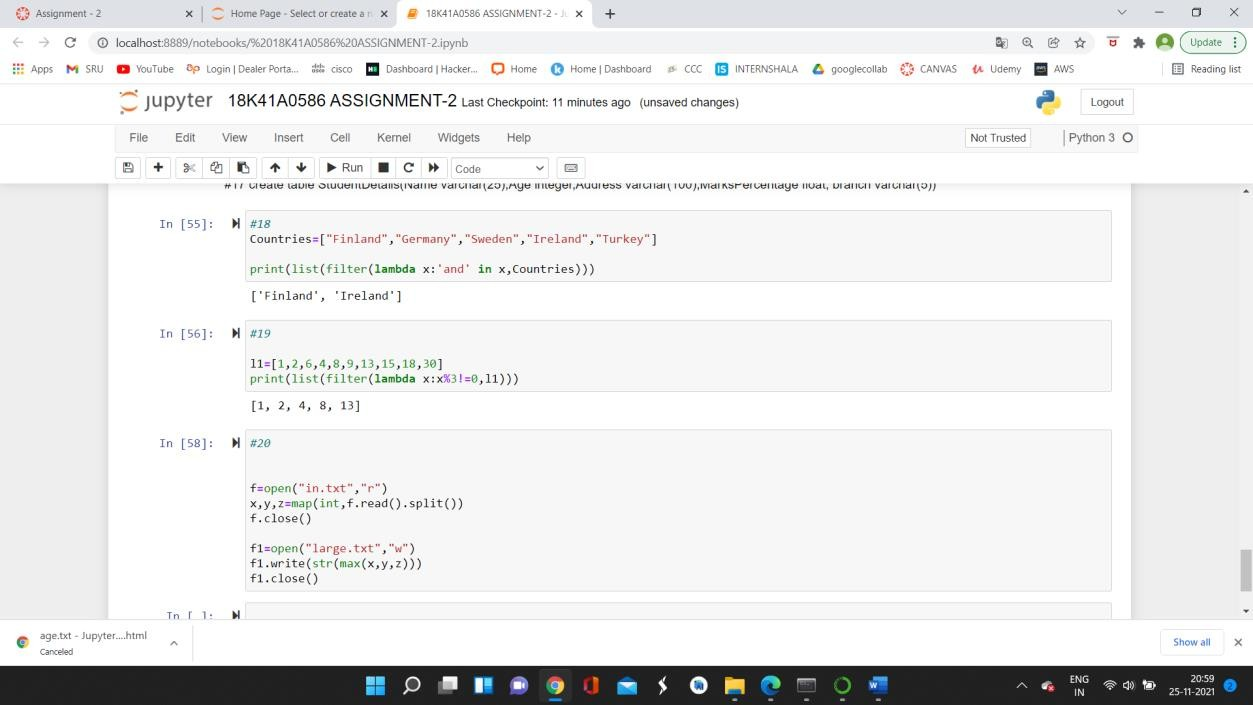 Assignment - 2
Home Page - Select or create a n
18K41A0586 ASSIGNMENT-2 - Ju
localhost:8889/notebooks/%2018K41A0586%20ASSIGNMENT-2.ipynb
Update
Apps
SRU
YouTube
Login | Dealer Porta...
cisco
Dashboard | Hacker...
Home
Home | Dashboard
CCC
INTERNSHALA
googlecollab
CANVAS
Udemy
AWS
Reading list
jupyter 18K41A0586 ASSIGNMENT-2 Last Checkpoint: 11 minutes ago (unsaved changes)
Logout
File Edit View Insert Cell Kernel Widgets Help
Not Trusted
Python 3
Run
Code
#17 create table StudentDetails(Name varchar(25),Age integer,Address varchar(100),MarksPercentage float, branch varchar(5))
In [55]:
#18
Countries=["Finland","Germany","Sweden","Ireland","Turkey"]
print(list(filter(lambda x:'and' in x,Countries)))
['Finland', 'Ireland']
In [56]:
#19
l1=[1,2,6,4,8,9,13,15,18,30]
print(list(filter(lambda x:x%3!=0,l1)))
[1, 2, 4, 8, 13]
In [58]:
#20
f=open("in.txt","r")
x,y,z=map(int,f.read().split())
f.close()
f1=open("large.txt","w")
f1.write(str(max(x,y,z)))
f1.close()
In [ ]:
age.txt - Jupyter....html
Canceled
Show all
ENG
IN
20:59
25-11-2021
2